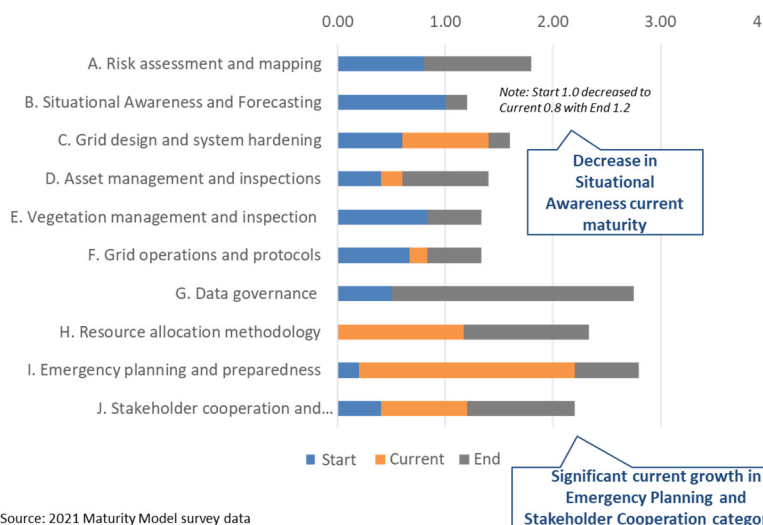 0.00 1.00 2.00 3.00 4
A. Risk assessment and mapping
B. Situational Awareness and Forecasting
Note: Start 1.0 decreased to
Current 0.8 with End 1.2
C. Grid design and system hardening
D. Asset management and inspections
Decrease in
Situational
Awareness current
maturity
E. Vegetation management and inspection
F. Grid operations and protocols
G. Data governance
H. Resource allocation methodology
I. Emergency planning and preparedness
J. Stakeholder cooperation and...
Start Current End
Significant current growth in
Emergency Planning and
Stakeholder Cooperation catego
Source: 2021 Maturity Model survey data